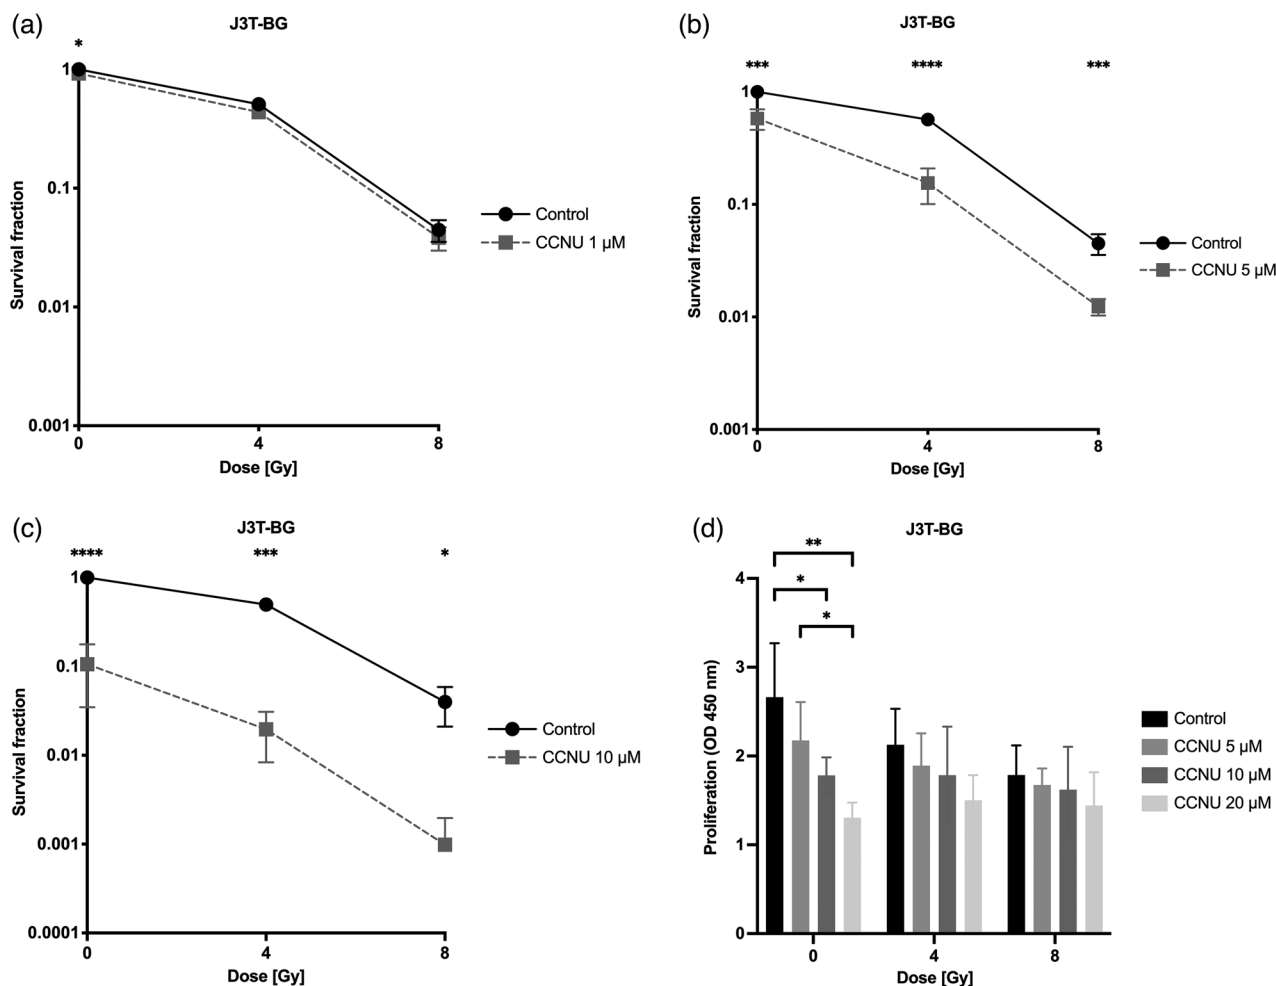 (a)
J3T-BG
*
1
0.1
0.01
0.001
0
4
8
Survival fraction
Dose [Gy]
Control
CCNU 1 µM
(b)
J3T-BG
*** **** ***
1
0.1
0.01
0.001
0
4
8
Survival fraction
Dose [Gy]
Control
CCNU 5 µM
(c)
J3T-BG
**** *** *
1
0.1
0.01
0.001
0.0001
0
4
8
Survival fraction
Dose [Gy]
Control
CCNU 10 µM
(d)
J3T-BG
**
*
*
4
3
2
1
0
0
4
8
Proliferation (OD 450 nm)
Dose [Gy]
Control
CCNU 5 µM
CCNU 10 µM
CCNU 20 µM